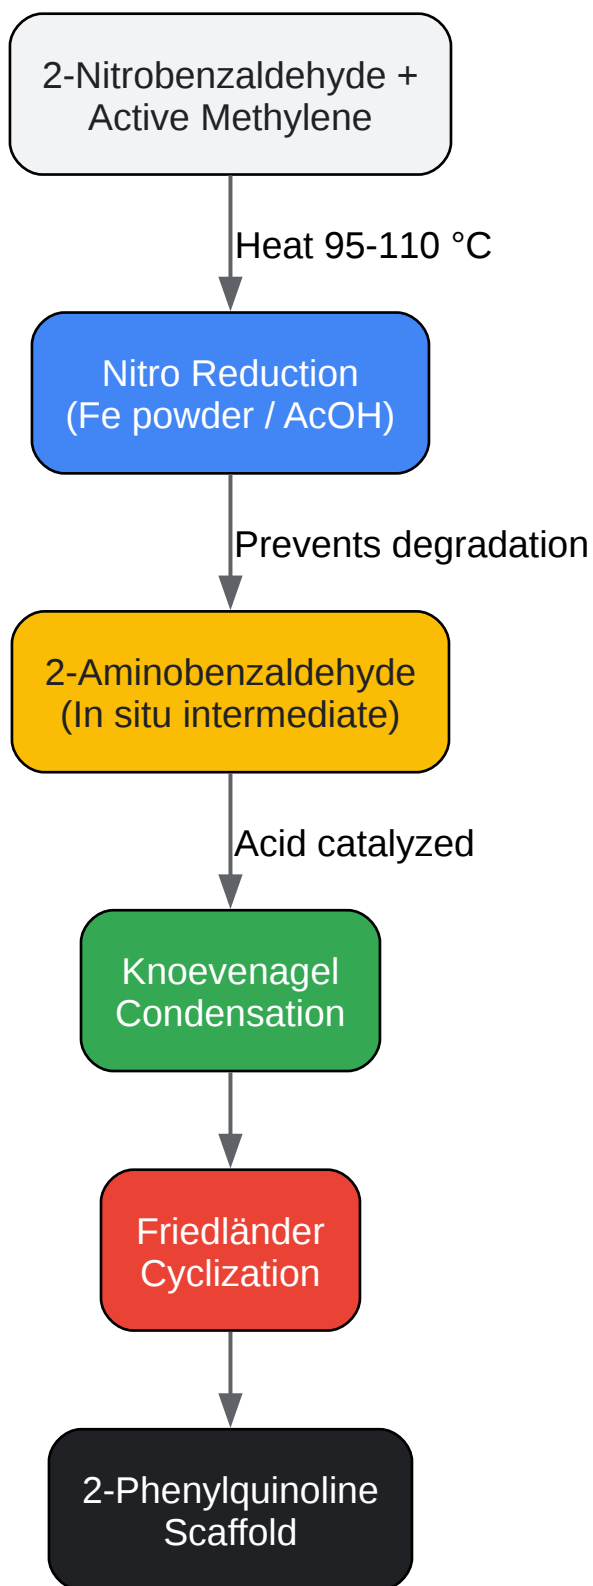 2-Nitrobenzaldehyde +
Active Methylene
Heat 95-110 °C
Nitro Reduction
(Fe powder / AcOH)
Prevents degradation
2-Aminobenzaldehyde
(In situ intermediate)
Acid catalyzed
Knoevenagel
Condensation
Friedländer
Cyclization
2-Phenylquinoline
Scaffold